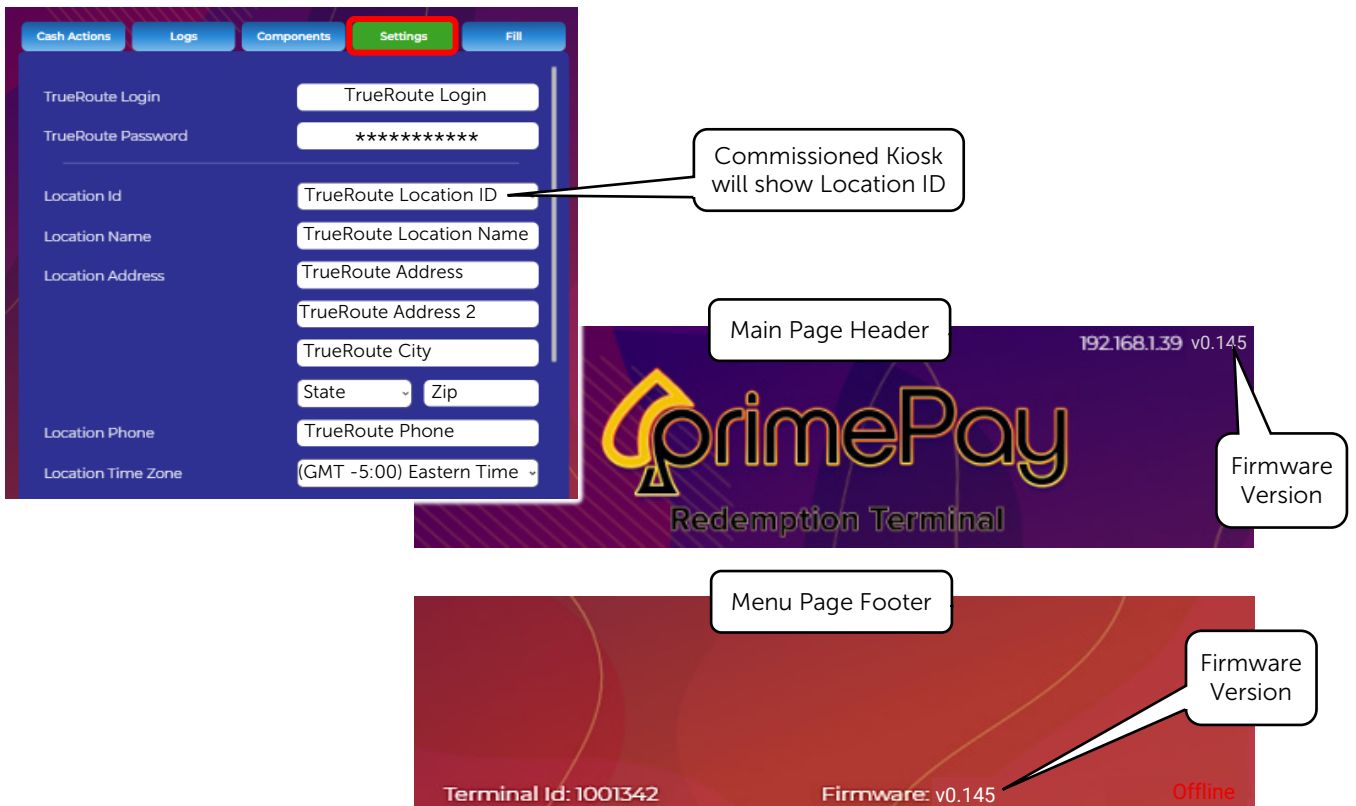 Cash Actions Logs Components Settings Fill
TrueRoute Login TrueRoute Login
TrueRoute Password ***********
Location Id TrueRoute Location ID
Commissioned Kiosk
will show Location ID
Location Name TrueRoute Location Name
Location Address TrueRoute Address
TrueRoute Address 2
TrueRoute City
State Zip
Location Phone TrueRoute Phone
Location Time Zone (GMT -5:00) Eastern Time
Main Page Header
192.168.1.39 v0.145
primePay
Redemption Terminal
Firmware
Version
Menu Page Footer
Firmware
Version
Terminal Id: 1001342 Firmware: v0.145 Offline